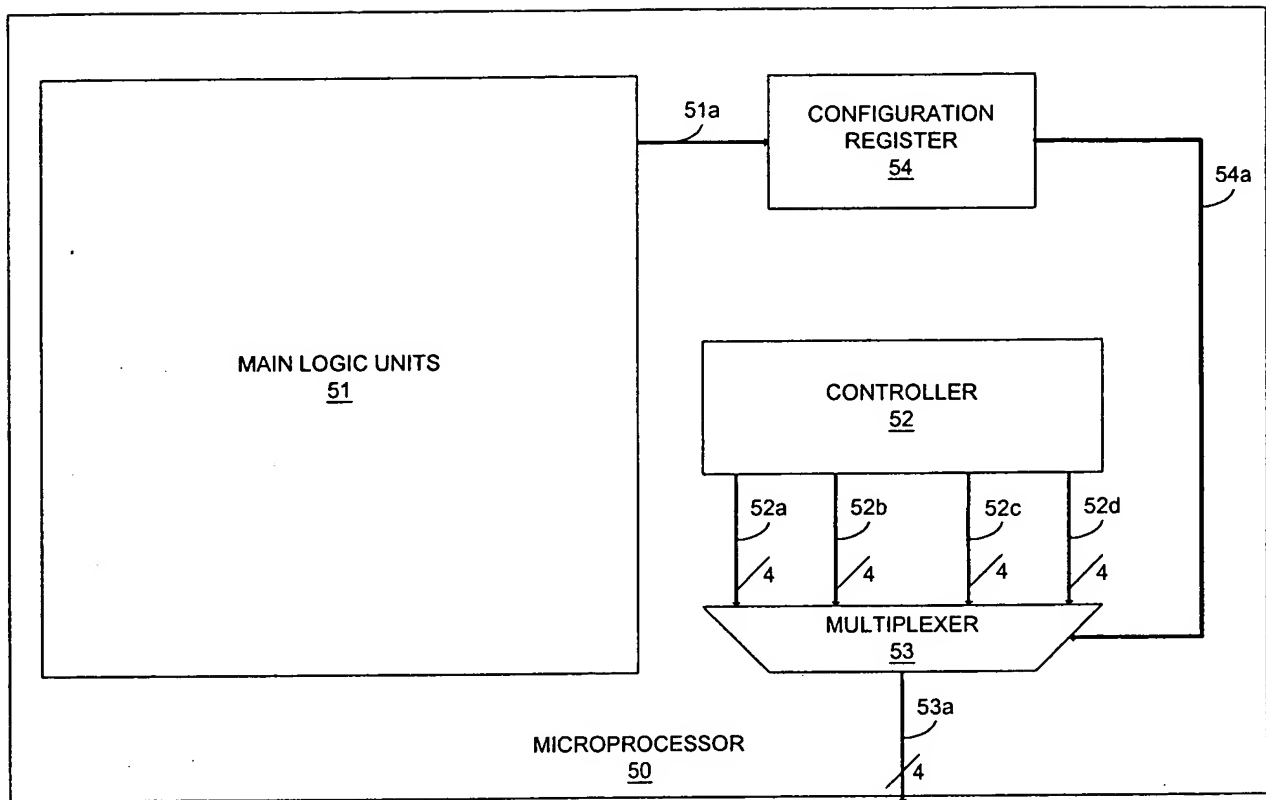 51a
CONFIGURATION
REGISTER
54
54a
MAIN LOGIC UNITS
51
CONTROLLER
52
52a
52b
52c
52d
4
4
4
4
MULTIPLEXER
53
53a
4
MICROPROCESSOR
50